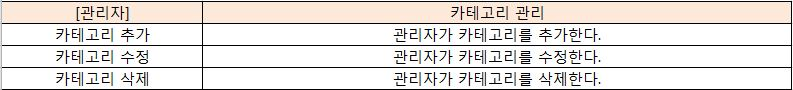 [관리자] 카테고리 관리
카테고리 추가 관리자가 카테고리를 추가한다.
카테고리 수정 관리자가 카테고리를 수정한다.
카테고리 삭제 관리자가 카테고리를 삭제한다.